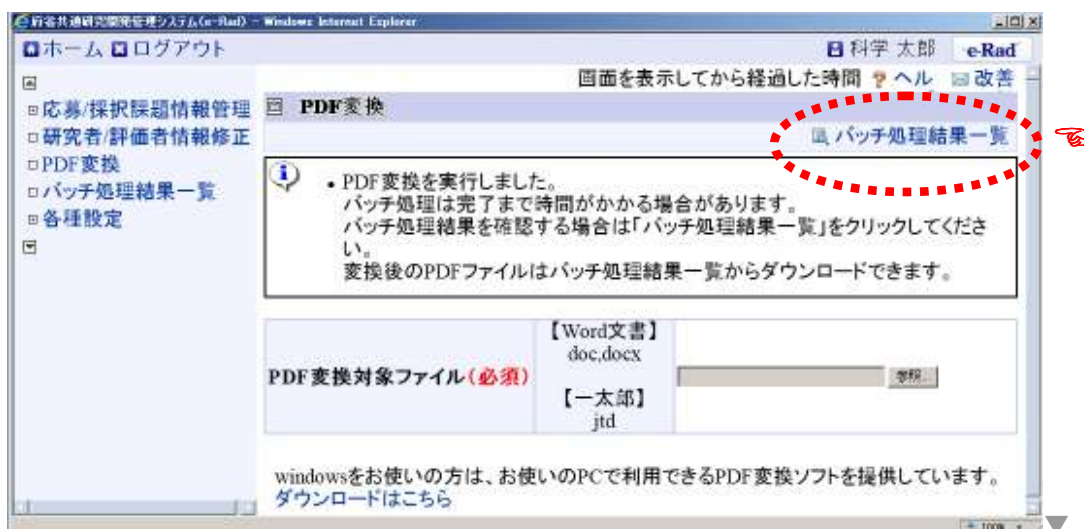 府省共通研究開発管理システム(e-Rad) - Windows Internet Explorer
ホーム ログアウト
科学 太郎 e-Rad
画面を表示してから経過した時間 ヘル 改善
応募/採択課題情報管理
研究者/評価者情報修正
PDF変換
バッチ処理結果一覧
各種設定
PDF変換
バッチ処理結果一覧
• PDF変換を実行しました。
バッチ処理は完了まで時間がかかる場合があります。
バッチ処理結果を確認する場合は「バッチ処理結果一覧」をクリックしてくださ
い。
変換後のPDFファイルはバッチ処理結果一覧からダウンロードできます。
PDF変換対象ファイル(必須)
【Word文書】
doc,docx
【一太郎】
jtd
参照...
windowsをお使いの方は、お使いのPCで利用できるPDF変換ソフトを提供しています。
ダウンロードはこちら
100%